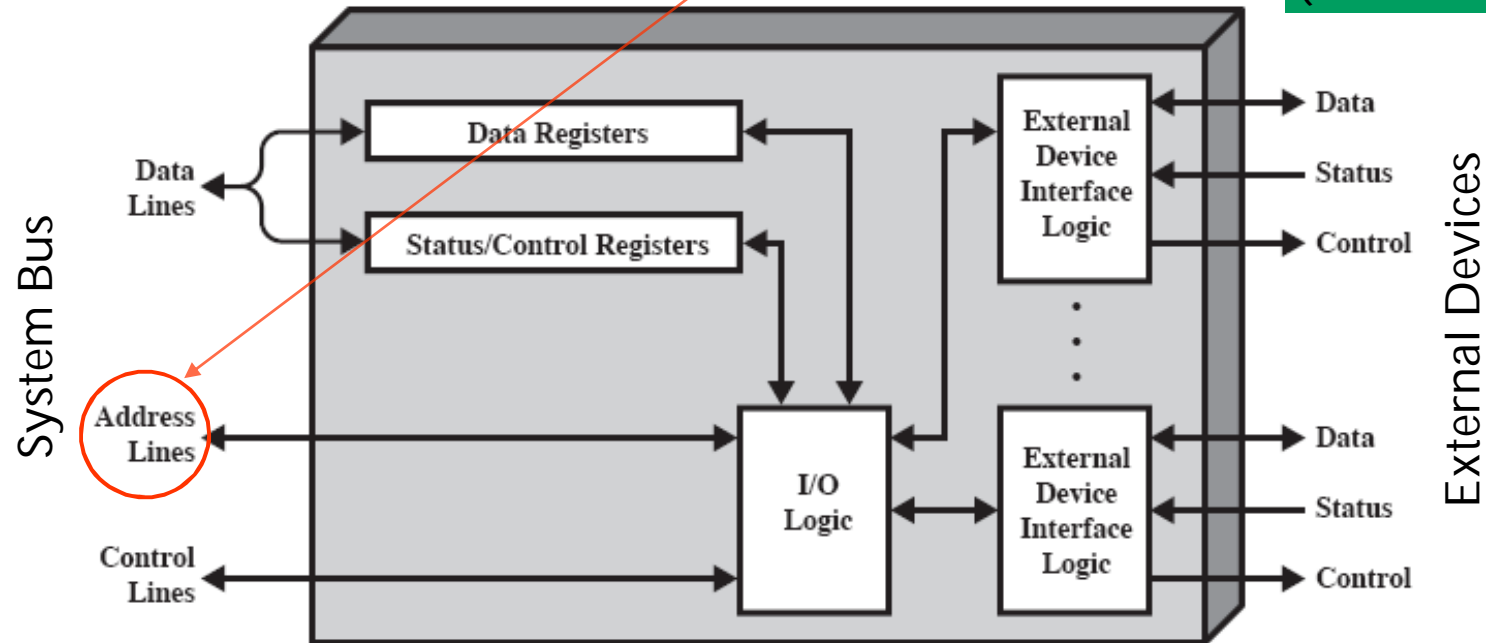 System Bus
Data
Lines
Address
Lines
Control
Lines
Data Registers
Status/Control Registers
I/O
Logic
External
Device
Interface
Logic
External
Device
Interface
Logic
Data
Status
Control
Data
Status
Control
External Devices